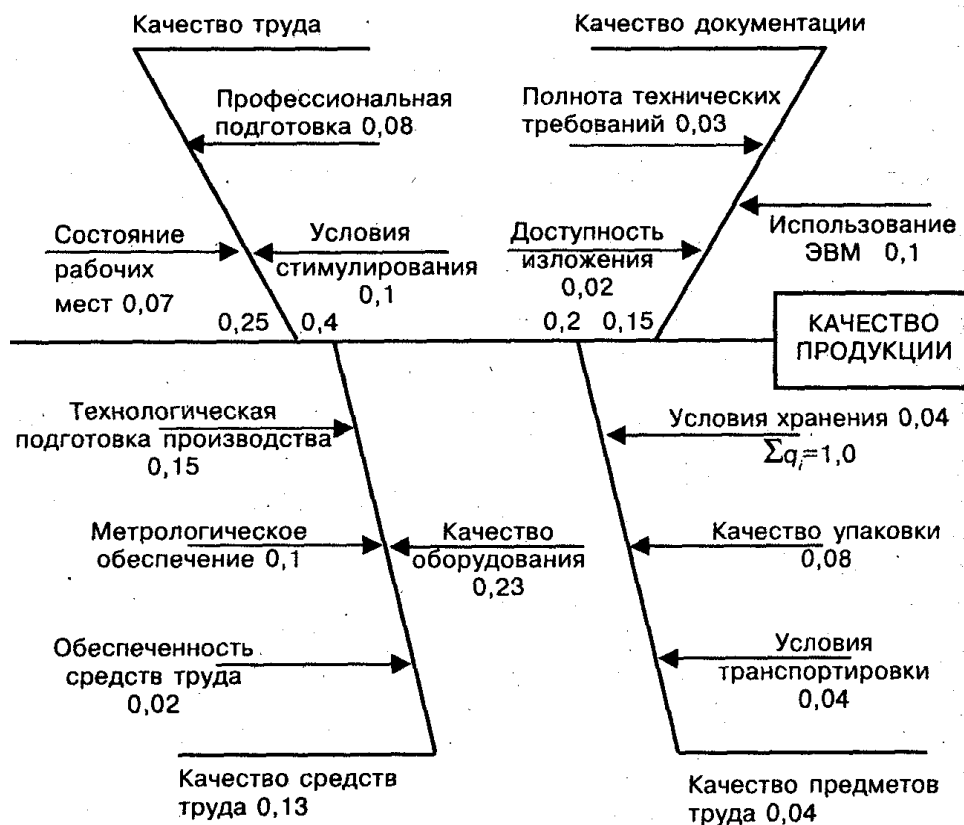 Качество труда
Качество документации
Профессиональная
подготовка 0,08
Полнота технических
требований 0,03
Состояние
рабочих
мест 0,07
Условия
стимулирования
0,1
Доступность
изложения
0,02
Использование
ЭВМ 0,1
0,25 0,4
0,2 0,15
КАЧЕСТВО
ПРОДУКЦИИ
Технологическая
подготовка производства
0,15
Условия хранения 0,04
Σqi=1,0
Метрологическое
обеспечение 0,1
Качество
оборудования
0,23
Качество упаковки
0,08
Обеспеченность
средств труда
0,02
Условия
транспортировки
0,04
Качество средств
труда 0,13
Качество предметов
труда 0,04